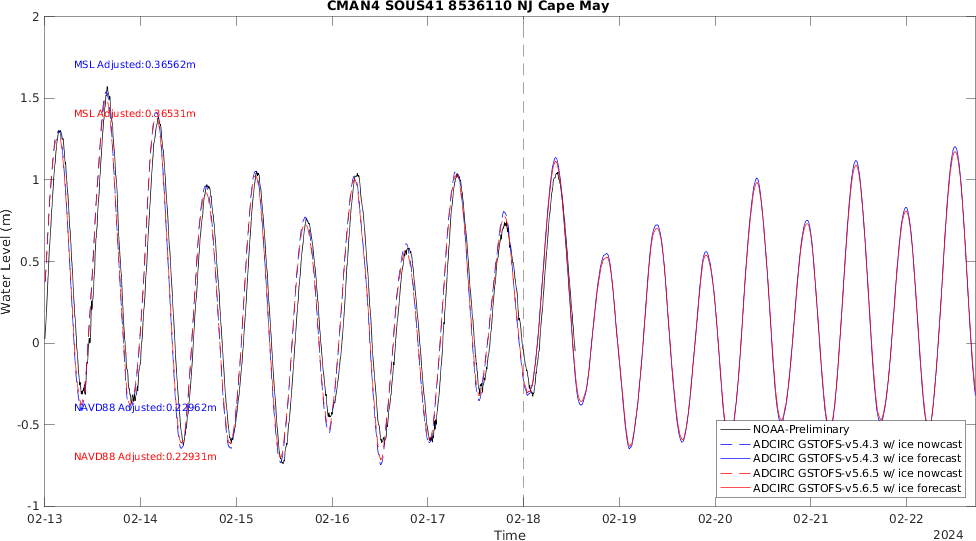 CMAN4 SOUS41 8536110 NJ Cape May
2
1.5
1
0.5
0
-0.5
-1
Water Level (m)
MSL Adjusted:0.36562m
MSL Adjusted:0.36531m
NAVD88 Adjusted:0.22962m
NAVD88 Adjusted:0.22931m
NOAA-Preliminary
ADCIRC GSTOFS-v5.4.3 w/ ice nowcast
ADCIRC GSTOFS-v5.4.3 w/ ice forecast
ADCIRC GSTOFS-v5.6.5 w/ ice nowcast
ADCIRC GSTOFS-v5.6.5 w/ ice forecast
02-13 02-14 02-15 02-16 02-17 02-18 02-19 02-20 02-21 02-22
Time
2024